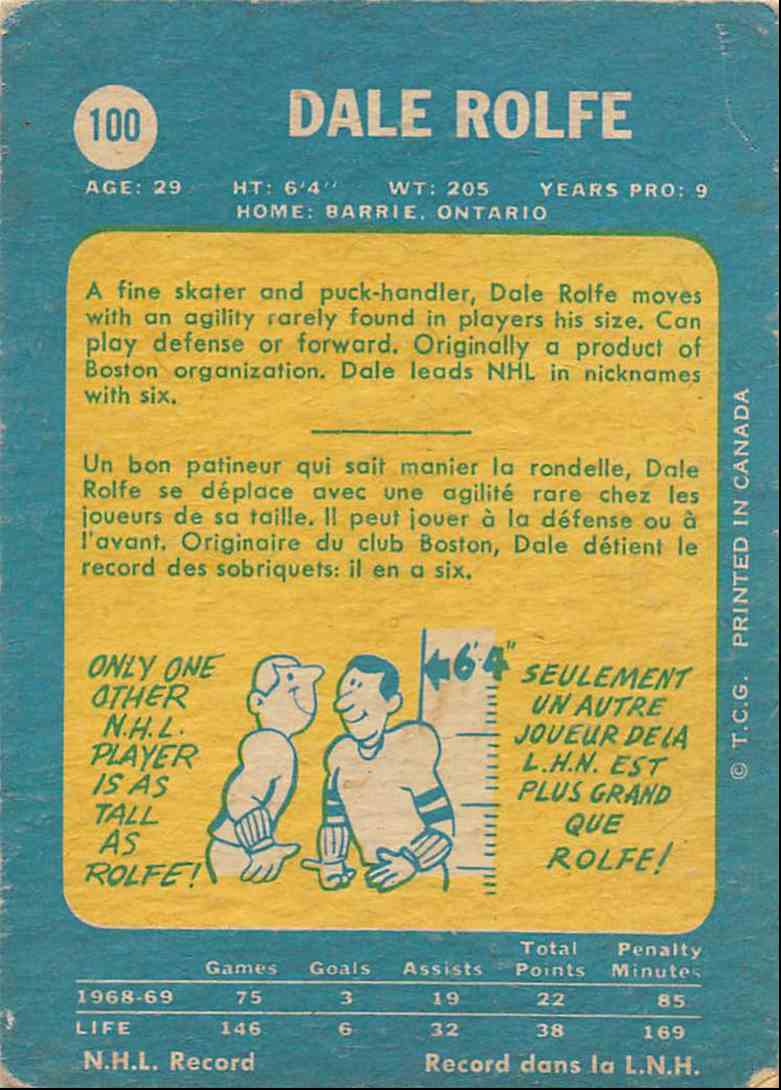 100
DALE ROLFE
AGE: 29 HT: 6'4'' WT: 205 YEARS PRO: 9
HOME: BARRIE, ONTARIO
A fine skater and puck-handler, Dale Rolfe moves
with an agility rarely found in players his size. Can
play defense or forward. Originally a product of
Boston organization. Dale leads NHL in nicknames
with six.
Un bon patineur qui sait manier la rondelle, Dale
Rolfe se déplace avec une agilité rare chez les
joueurs de sa taille. Il peut jouer à la défense ou à
l'avant. Originaire du club Boston, Dale détient le
record des sobriquets: il en a six.
ONLY ONE
OTHER
N.H.L.
PLAYER
IS AS
TALL
AS
ROLFE!
6'4"
SEULEMENT
UN AUTRE
JOUEUR DE LA
L.H.N. EST
PLUS GRAND
QUE
ROLFE!
© T.C.G. PRINTED IN CANADA
Games Goals Assists Total Points Penalty Minutes
1968-69 75 3 19 22 85
LIFE 146 6 32 38 169
N.H.L. Record Record dans la L.N.H.